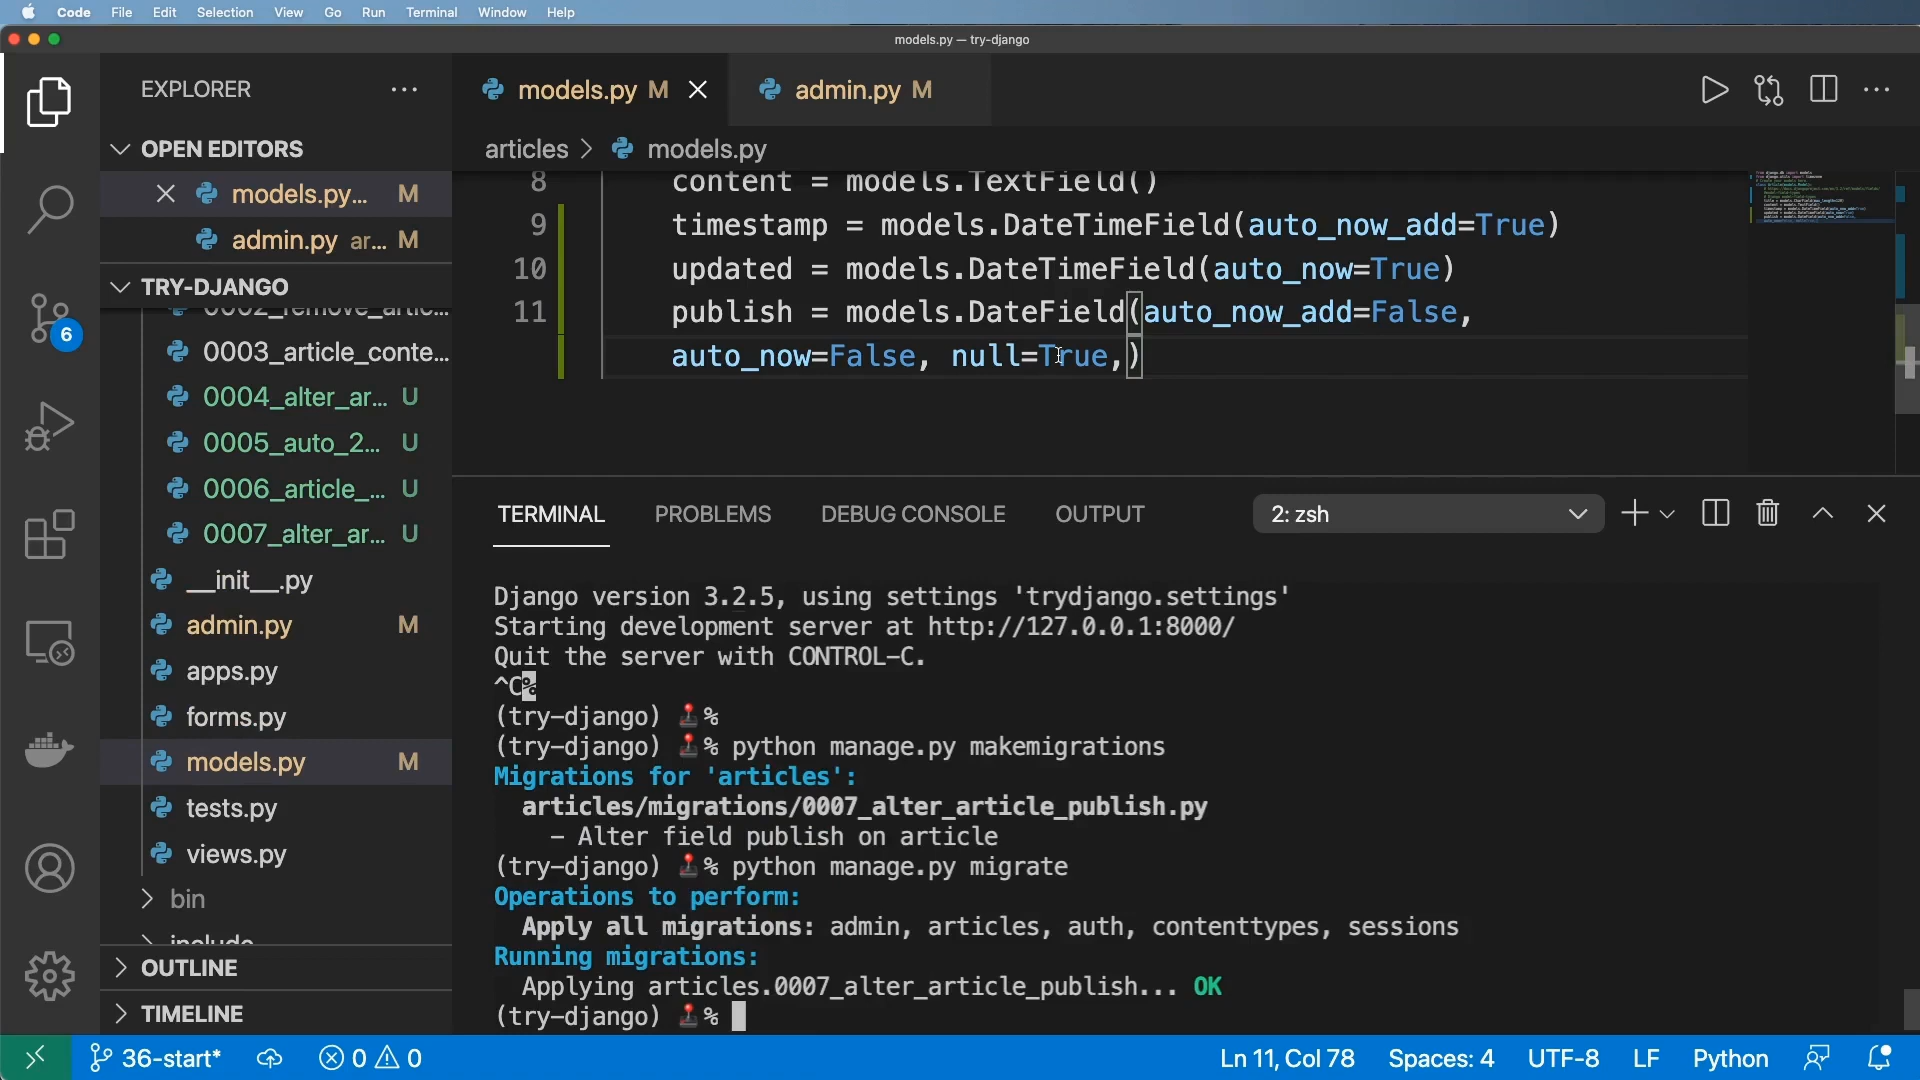 Code File Edit Selection View Go Run Terminal Window Help
models.py — try-django
EXPLORER
OPEN EDITORS
models.py... M
admin.py ar... M
TRY-DJANGO
0002_remove_artic...
0003_article_conte...
0004_alter_ar... U
0005_auto_2... U
0006_article_... U
0007_alter_ar... U
__init__.py
admin.py M
apps.py
forms.py
models.py M
tests.py
views.py
bin
include
OUTLINE
TIMELINE
6
models.py M
admin.py M
articles > models.py
8 content = models.TextField()
9 timestamp = models.DateTimeField(auto_now_add=True)
10 updated = models.DateTimeField(auto_now=True)
11 publish = models.DateField(auto_now_add=False,
auto_now=False, null=True,)
TERMINAL PROBLEMS DEBUG CONSOLE OUTPUT 2: zsh
Django version 3.2.5, using settings 'trydjango.settings'
Starting development server at http://127.0.0.1:8000/
Quit the server with CONTROL-C.
^C%
(try-django) 🕹% 
(try-django) 🕹% python manage.py makemigrations
Migrations for 'articles':
articles/migrations/0007_alter_article_publish.py
- Alter field publish on article
(try-django) 🕹% python manage.py migrate
Operations to perform:
Apply all migrations: admin, articles, auth, contenttypes, sessions
Running migrations:
Applying articles.0007_alter_article_publish... OK
(try-django) 🕹%
36-start* 0 0 Ln 11, Col 78 Spaces: 4 UTF-8 LF Python